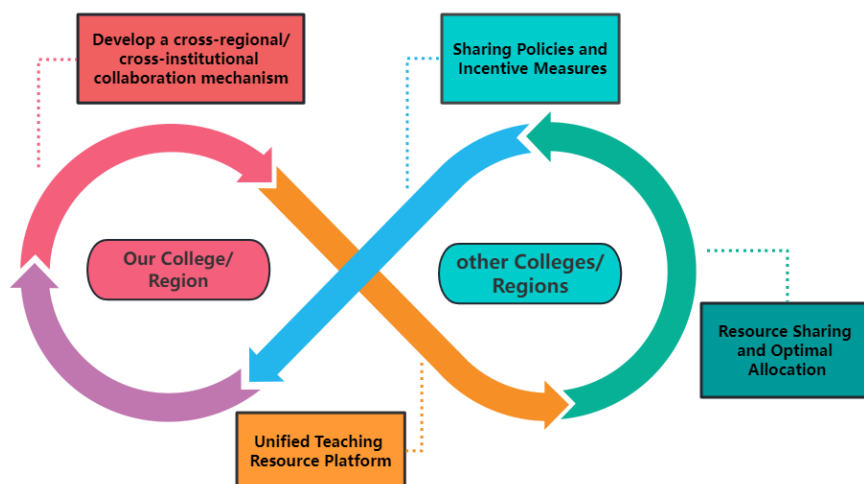 Develop a cross-regional/
cross-institutional
collaboration mechanism
Sharing Policies and
Incentive Measures
Our College/
Region
other Colleges/
Regions
Resource Sharing
and Optimal
Allocation
Unified Teaching
Resource Platform